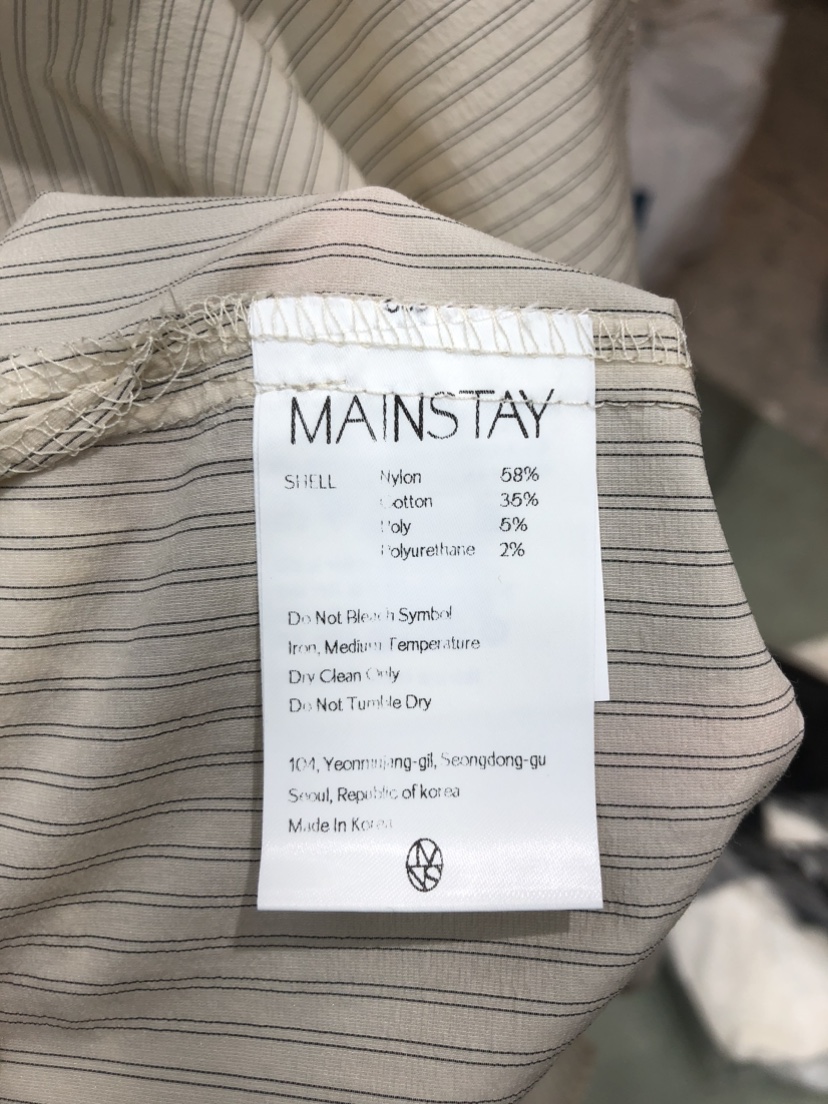 MAINSTAY
SHELL Nylon 58%
Cotton 35%
Poly 5%
Polyurethane 2%
Do Not Bleach Symbol
Iron, Medium Temperature
Dry Clean Only
Do Not Tumble Dry
104, Yeonmujang-gil, Seongdong-gu
Seoul, Republic of korea
Made In Korea
MNS